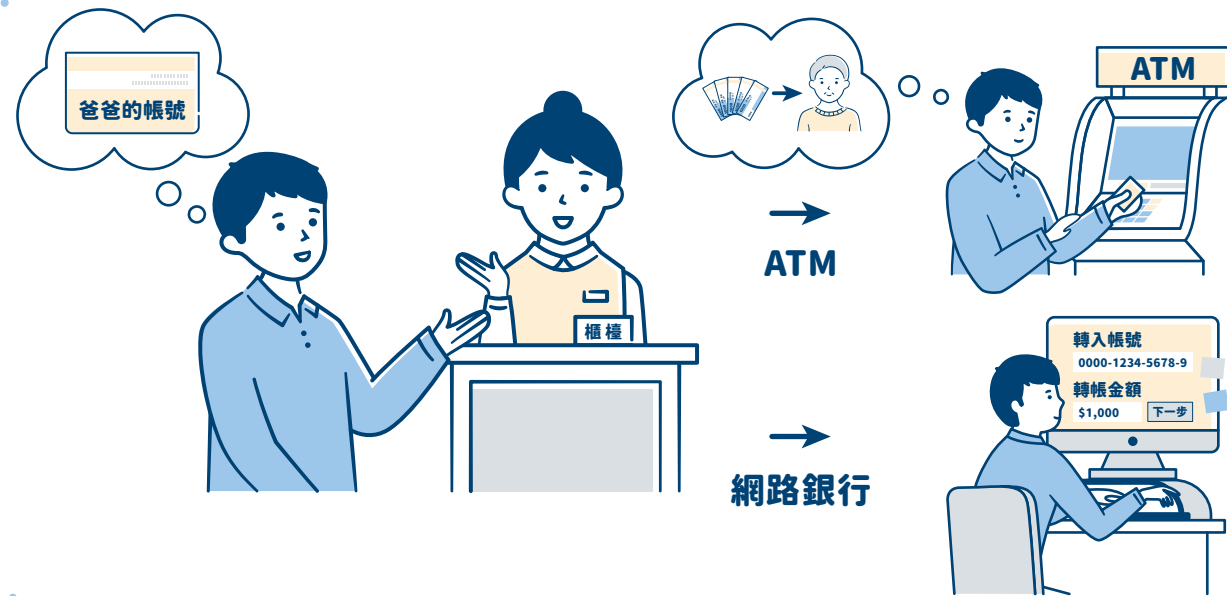 爸爸的帳號
櫃檯
ATM
ATM
網路銀行
轉入帳號
0000-1234-5678-9
轉帳金額
$1,000
下一步